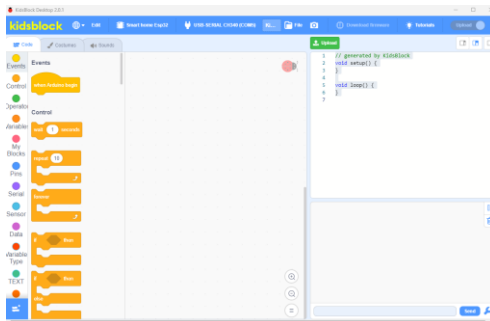 KidsBlock Desktop
kidsblock
Edit
Smart home Esp32
USB-SERIAL CH340 (COM6)
Ki...
File
Download firmware
Tutorials
Upload
Code
Costumes
Sounds
Upload
Events
Control
Operators
Variables
My
Blocks
Pins
Serial
Sensor
Data
Variable
Type
TEXT
Events
when Arduino begin
Control
wait 1 seconds
repeat 10
forever
if then
if then
else
1 // generated by KidsBlock
2 void setup() {
3 }
4
5 void loop() {
6 }
7
Send